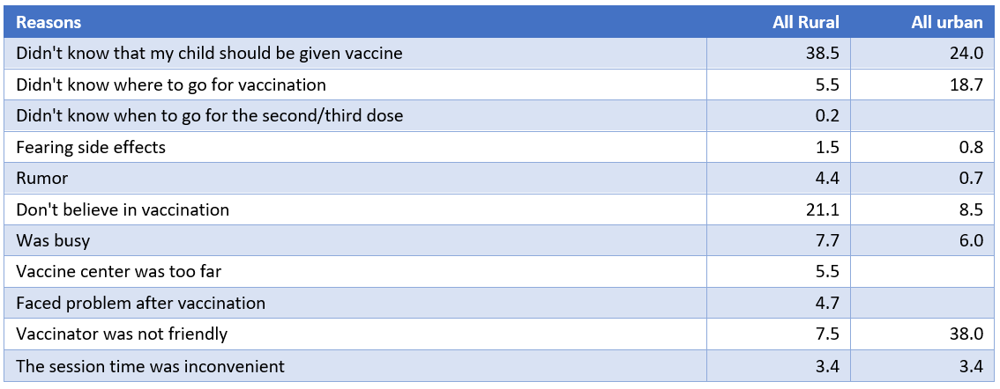 Reasons All Rural All urban
Didn't know that my child should be given vaccine 38.5 24.0
Didn't know where to go for vaccination 5.5 18.7
Didn't know when to go for the second/third dose 0.2
Fearing side effects 1.5 0.8
Rumor 4.4 0.7
Don't believe in vaccination 21.1 8.5
Was busy 7.7 6.0
Vaccine center was too far 5.5
Faced problem after vaccination 4.7
Vaccinator was not friendly 7.5 38.0
The session time was inconvenient 3.4 3.4